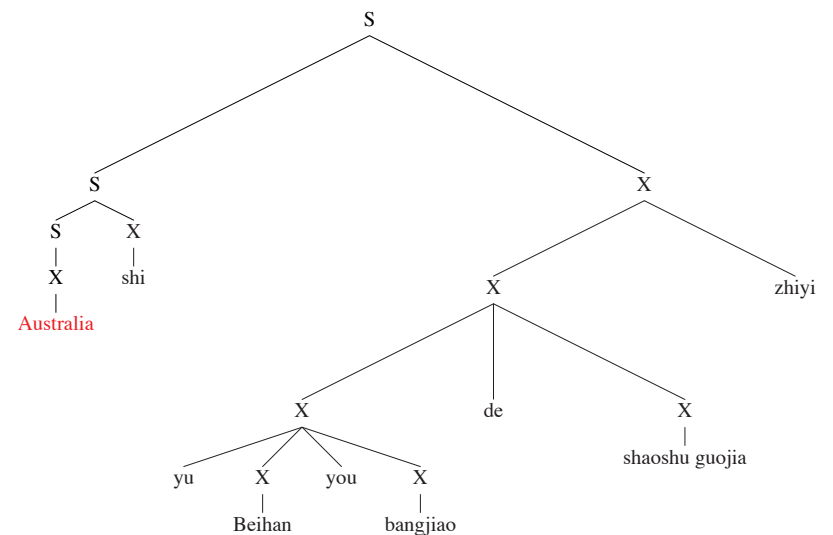 S
S X
S X
X shi
X zhiyi
Australia
X de X
shaoshu guojia
yu X you X
Beihan bangjiao